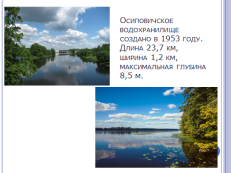 Осиповичское
водохранилище
создано в 1953 году.
Длина 23,7 км,
ширина 1,2 км,
максимальная глубина
8,5 м.